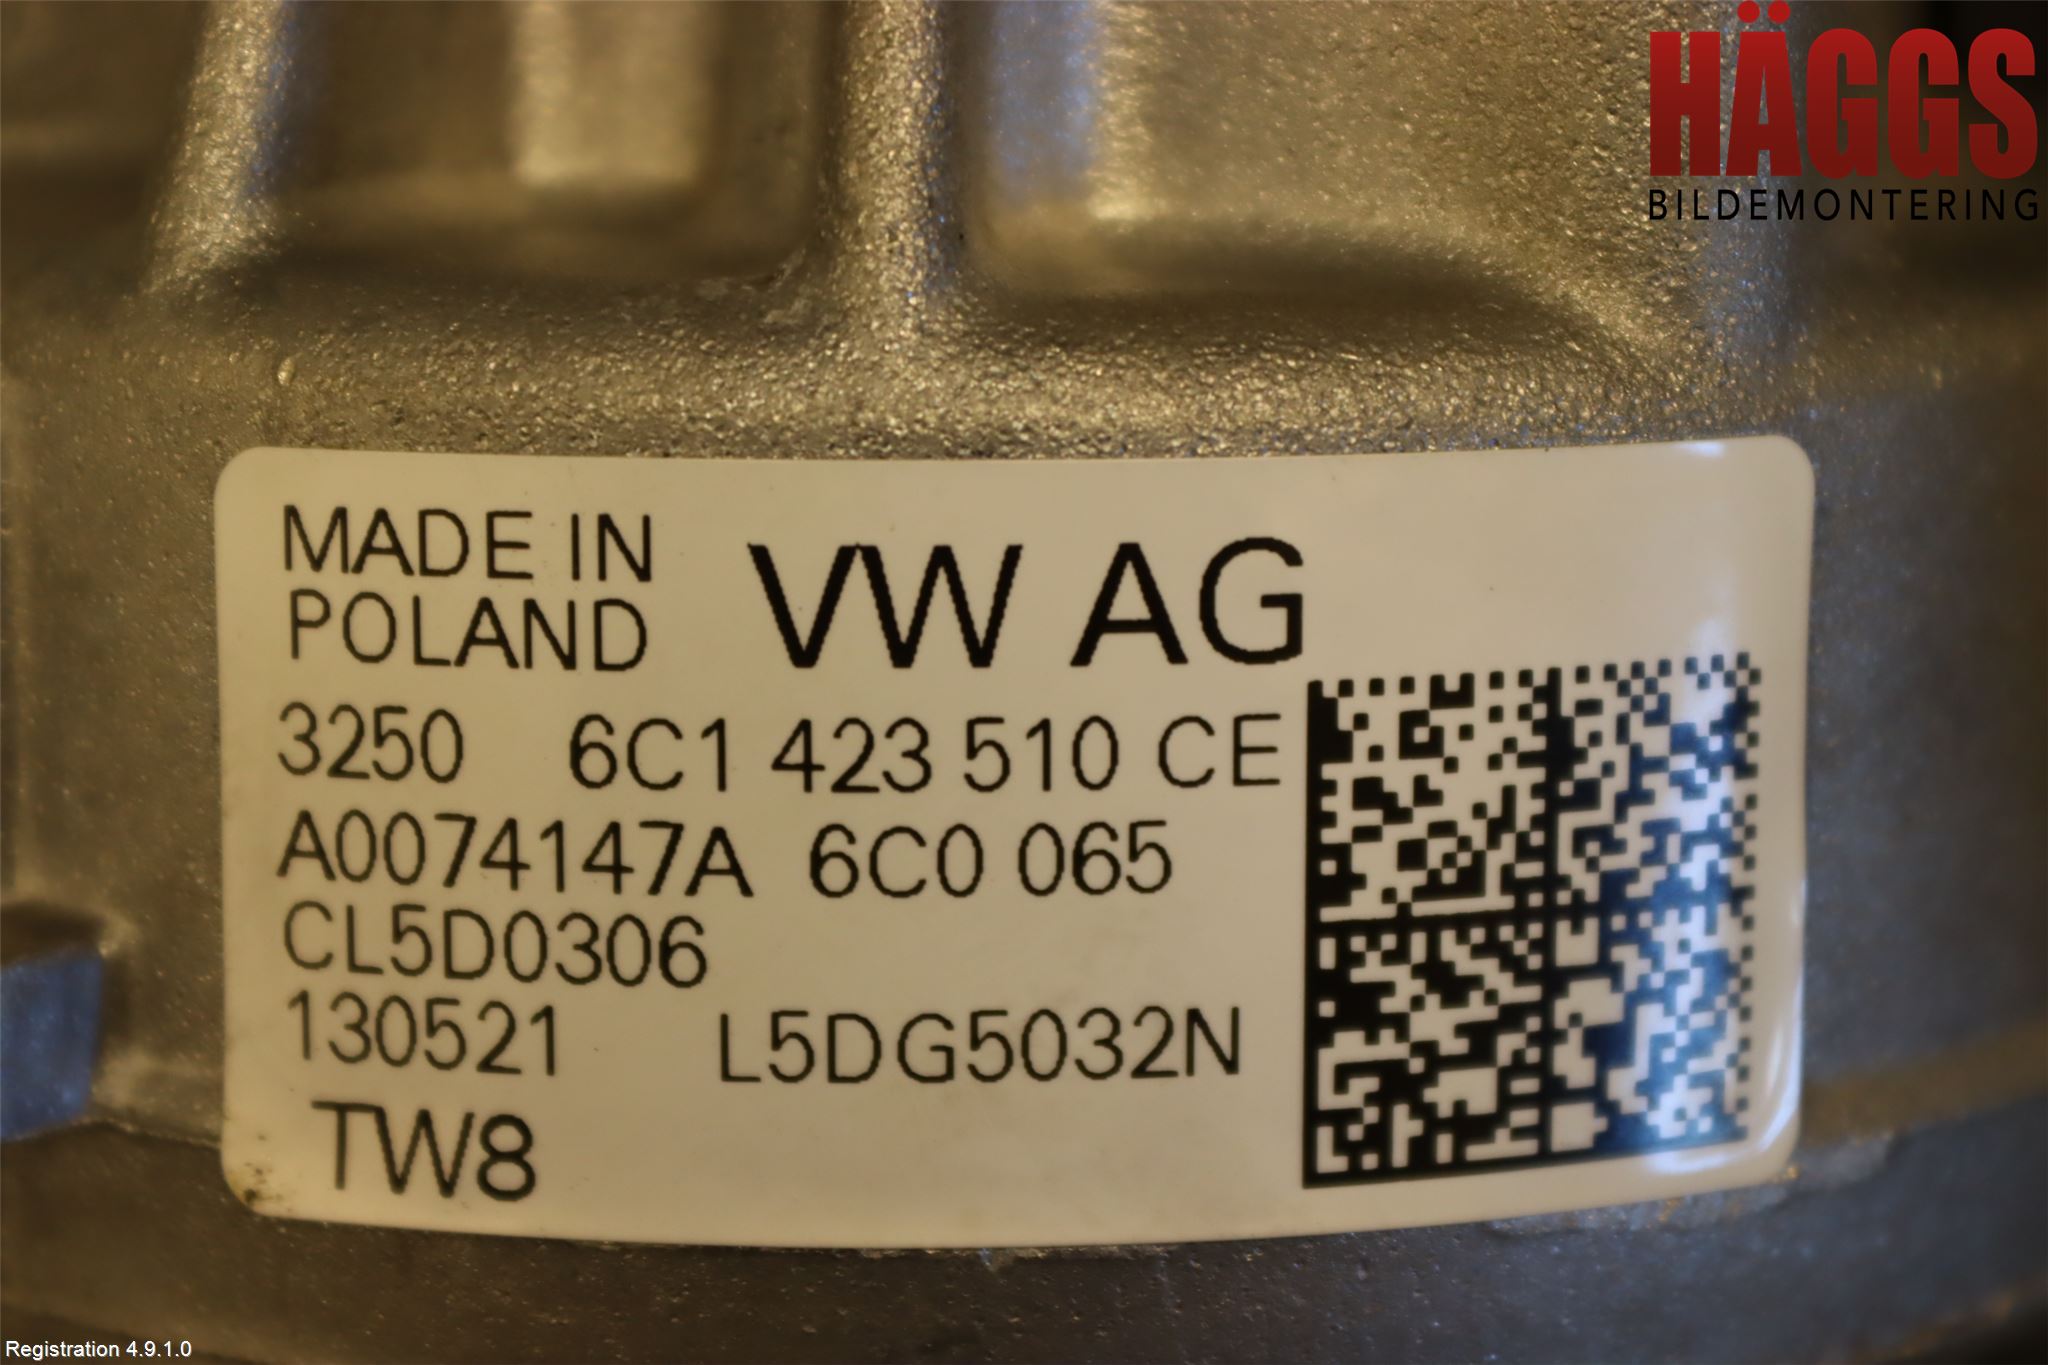 HÄGGS
BILDEMONTERING
MADE IN
POLAND
VW AG
3250 6C1 423 510 CE
A0074147A 6C0 065
CL5D0306
130521 L5DG5032N
TW8
Registration 4.9.1.0